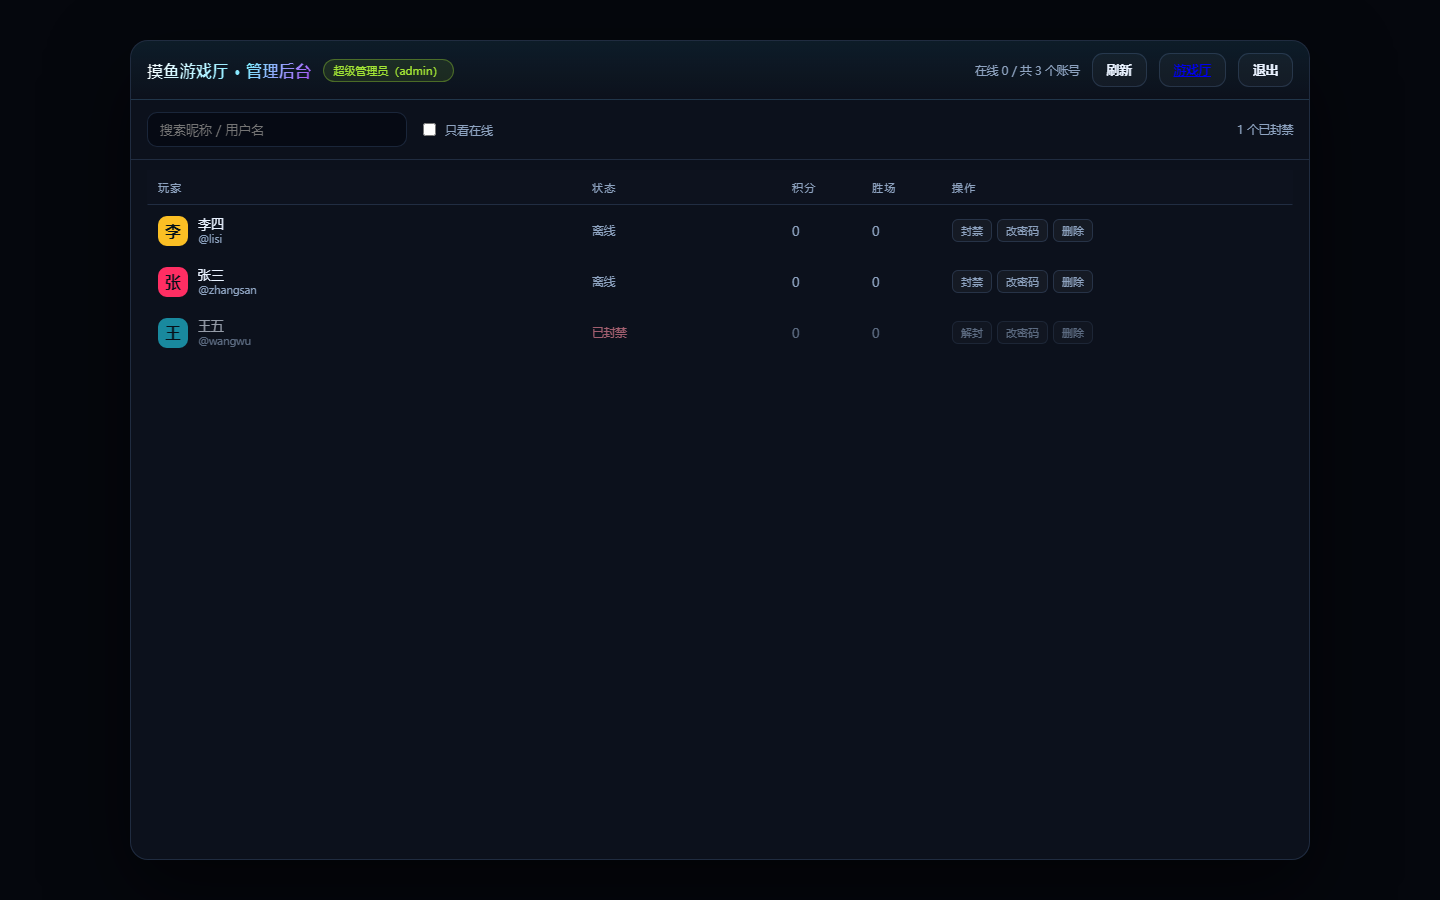 摸鱼游戏厅 • 管理后台 超级管理员（admin） 在线 0 / 共 3 个账号 刷新 游戏厅 退出
搜索昵称 / 用户名 只看在线 1 个已封禁
玩家 状态 积分 胜场 操作
李 李四 离线 0 0 封禁 改密码 删除
@lisi
张 张三 离线 0 0 封禁 改密码 删除
@zhangsan
王 王五 已封禁 0 0 解封 改密码 删除
@wangwu